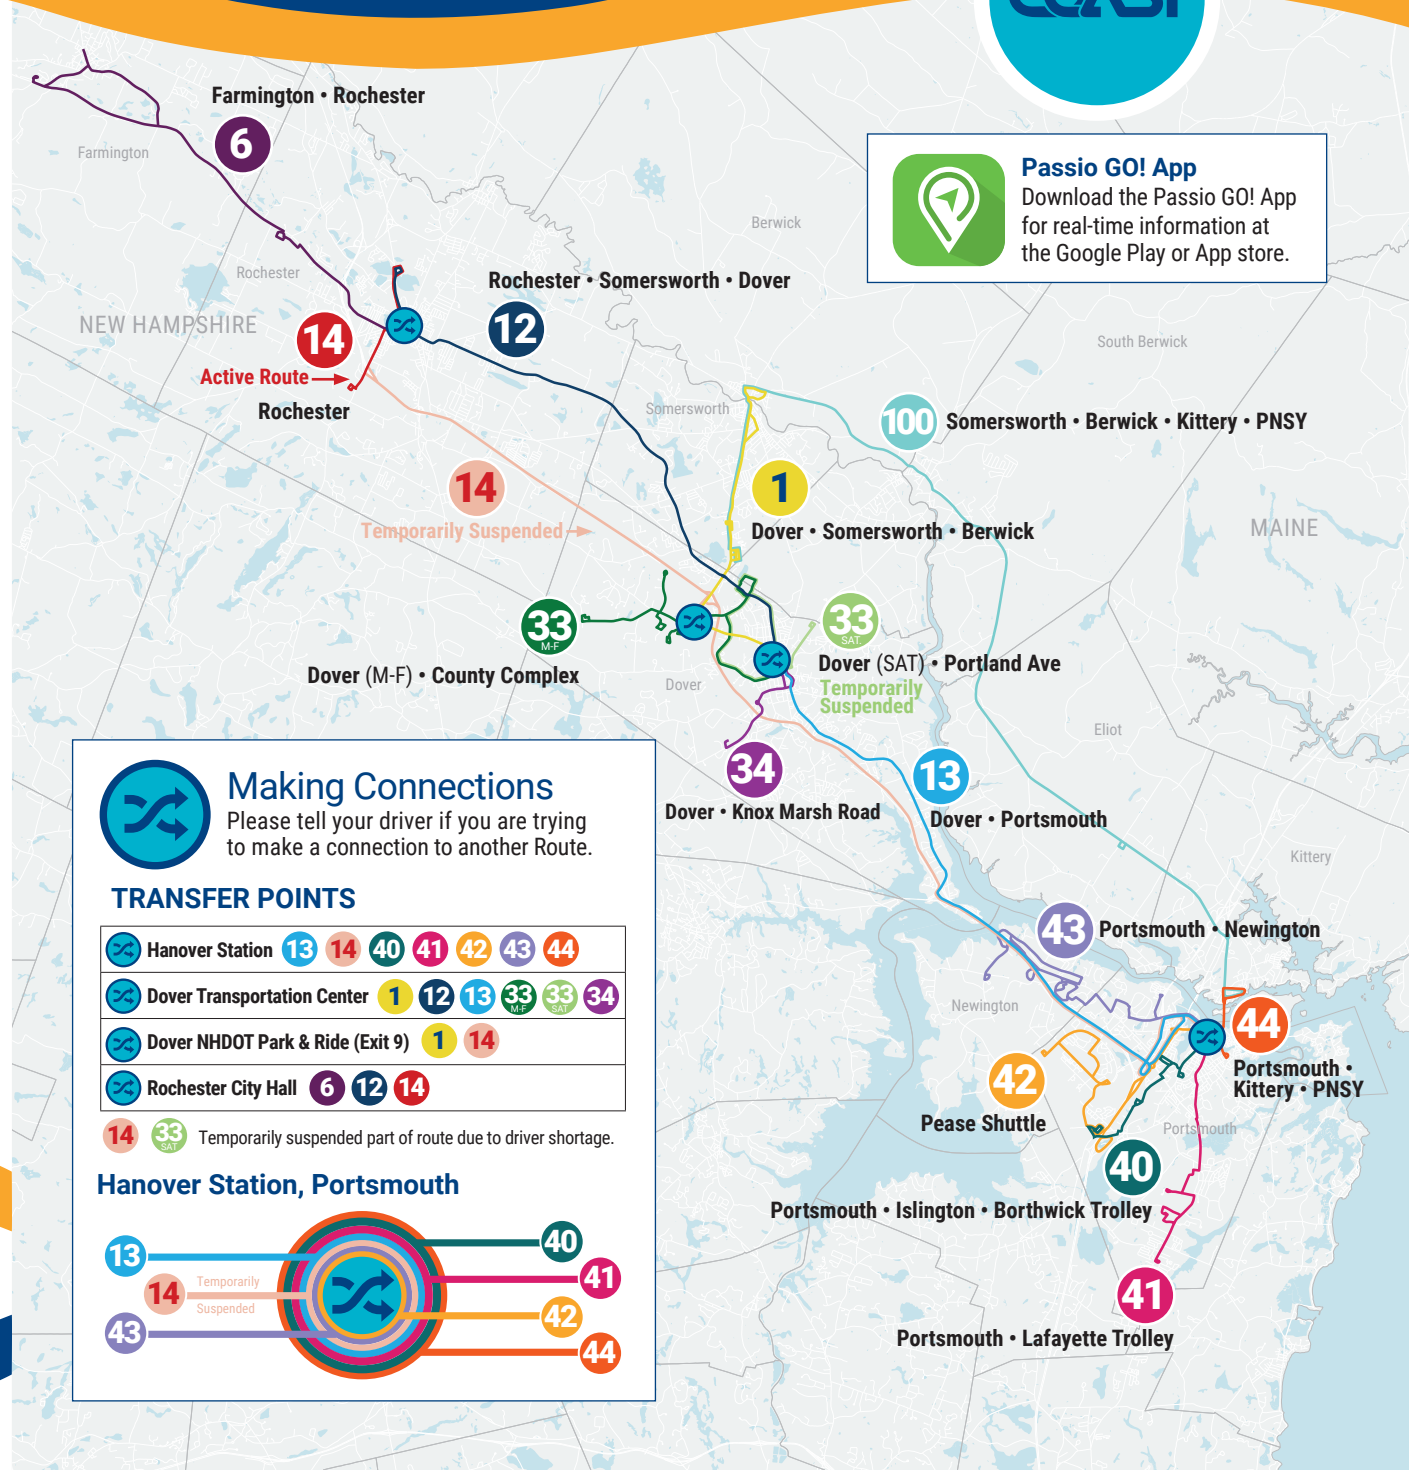 COAST
Farmington • Rochester
6
Farmington
Passio GO! App
Download the Passio GO! App
for real-time information at
the Google Play or App store.
Berwick
Rochester
Rochester • Somersworth • Dover
12
NEW HAMPSHIRE
14
Active Route
Rochester
South Berwick
Somersworth
100 Somersworth • Berwick • Kittery • PNSY
14
Temporarily Suspended
1
Dover • Somersworth • Berwick
MAINE
33
M-F
Dover (M-F) • County Complex
33
SAT.
Dover (SAT) • Portland Ave
Temporarily
Suspended
Dover
Eliot
34
Dover • Knox Marsh Road
13
Dover • Portsmouth
Kittery
43 Portsmouth • Newington
Newington
44
Portsmouth •
Kittery • PNSY
42
Pease Shuttle
Portsmouth
40
Portsmouth • Islington • Borthwick Trolley
41
Portsmouth • Lafayette Trolley
Making Connections
Please tell your driver if you are trying
to make a connection to another Route.
TRANSFER POINTS
Hanover Station 13 14 40 41 42 43 44
Dover Transportation Center 1 12 13 33 M-F 33 SAT 34
Dover NHDOT Park & Ride (Exit 9) 1 14
Rochester City Hall 6 12 14
14 33 SAT Temporarily suspended part of route due to driver shortage.
Hanover Station, Portsmouth
13
14 Temporarily
Suspended
43
40
41
42
44